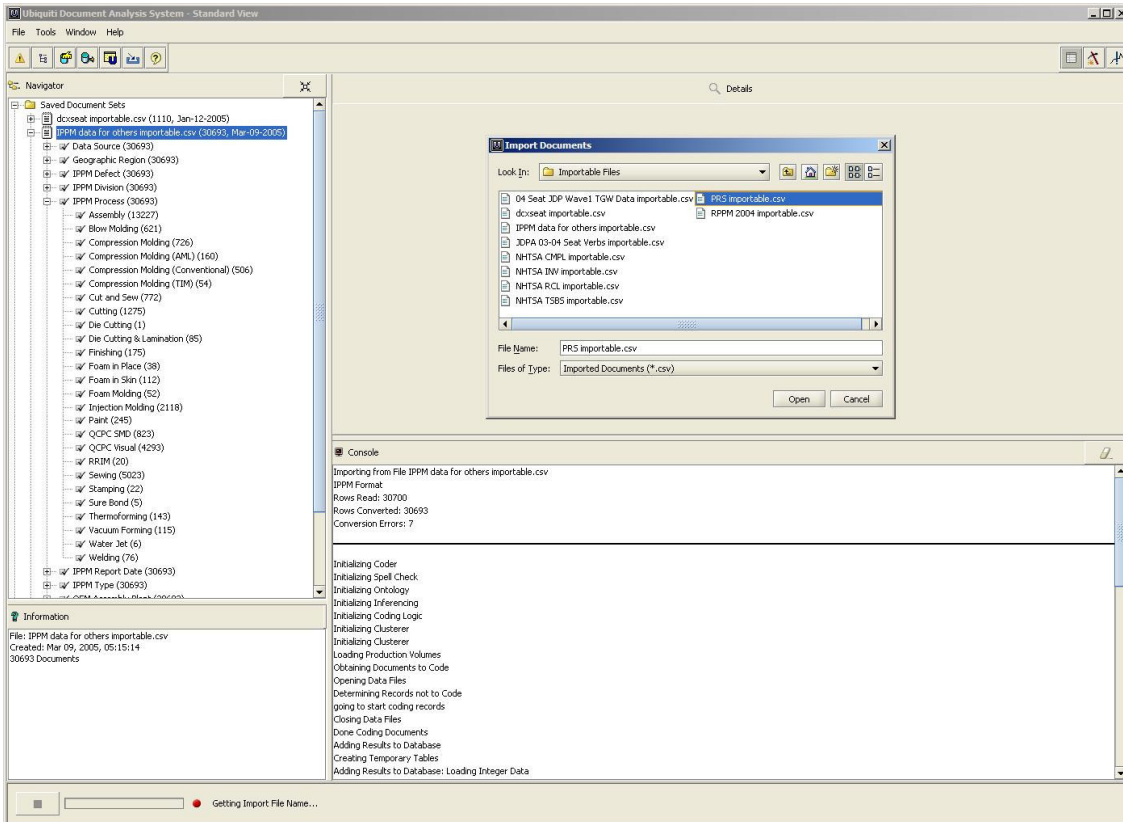 Ubiquiti Document Analysis System - Standard View
File Tools Window Help
Navigator
Saved Document Sets
dcxseat importable.csv (1110, Jan-12-2005)
IPPM data for others importable.csv (30693, Mar-09-2005)
Data Source (30693)
Geographic Region (30693)
IPPM Defect (30693)
IPPM Division (30693)
IPPM Process (30693)
Assembly (13227)
Blow Molding (621)
Compression Molding (726)
Compression Molding (AML) (160)
Compression Molding (Conventional) (506)
Compression Molding (TIM) (54)
Cut and Sew (772)
Cutting (1275)
Die Cutting (1)
Die Cutting & Lamination (85)
Finishing (175)
Foam in Place (38)
Foam in Skin (112)
Foam Molding (52)
Injection Molding (2118)
Paint (245)
QCPC SMD (823)
QCPC Visual (4293)
RRIM (20)
Sewing (5023)
Stamping (22)
Sure Bond (5)
Thermoforming (143)
Vacuum Forming (115)
Water Jet (6)
Welding (76)
IPPM Report Date (30693)
IPPM Type (30693)
Information
File: IPPM data for others importable.csv
Created: Mar 09, 2005, 05:15:14
30693 Documents
Details
Import Documents
Look In: Importable Files
04 Seat JDP Wave1 TGW Data importable.csv
dcxseat importable.csv
IPPM data for others importable.csv
JDPA 03-04 Seat Verbs importable.csv
NHTSA CMPL importable.csv
NHTSA INV importable.csv
NHTSA RCL importable.csv
NHTSA TSBS importable.csv
PRS importable.csv
RPPM 2004 importable.csv
File Name: PRS importable.csv
Files of Type: Imported Documents (*.csv)
Open Cancel
Console
Importing from File IPPM data for others importable.csv
IPPM Format
Rows Read: 30700
Rows Converted: 30693
Conversion Errors: 7
Initializing Coder
Initializing Spell Check
Initializing Ontology
Initializing Inferencing
Initializing Coding Logic
Initializing Clusterer
Initializing Clusterer
Loading Production Volumes
Obtaining Documents to Code
Opening Data Files
Determining Records not to Code
going to start coding records
Closing Data Files
Done Coding Documents
Adding Results to Database
Creating Temporary Tables
Adding Results to Database: Loading Integer Data
Getting Import File Name...